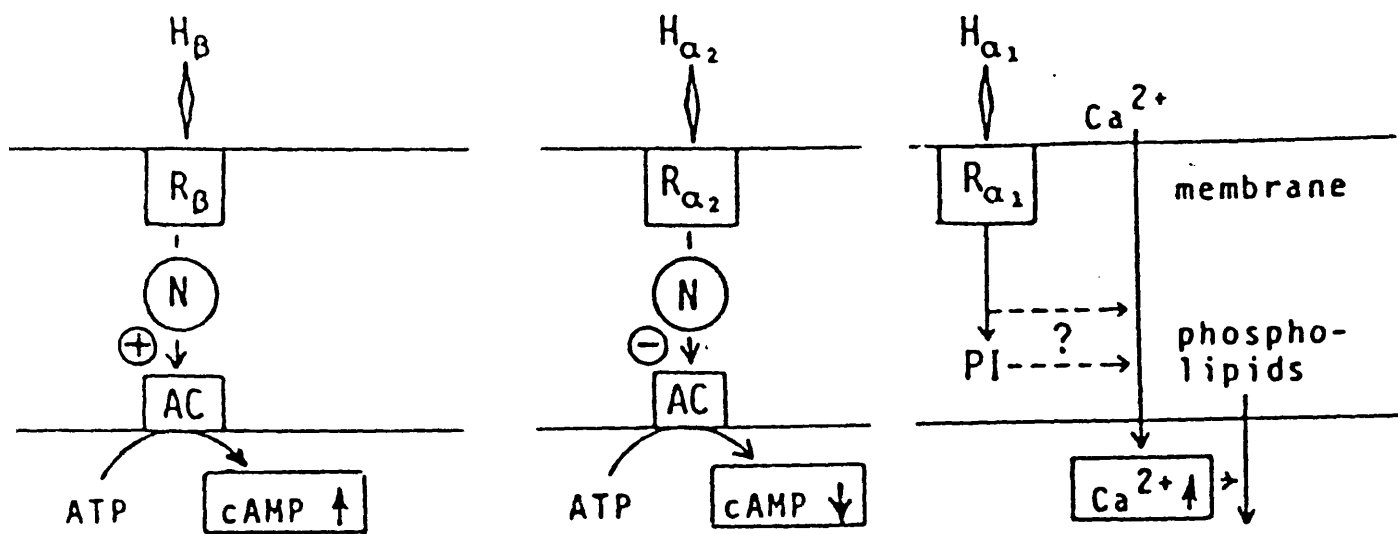 Hβ
Rβ
N
+
AC
ATP
cAMP ↑
Hα₂
Rα₂
N
−
AC
ATP
cAMP ↓
Hα₁
Ca²⁺
Rα₁
membrane
?
PI
phospho-
lipids
Ca²⁺ ↑